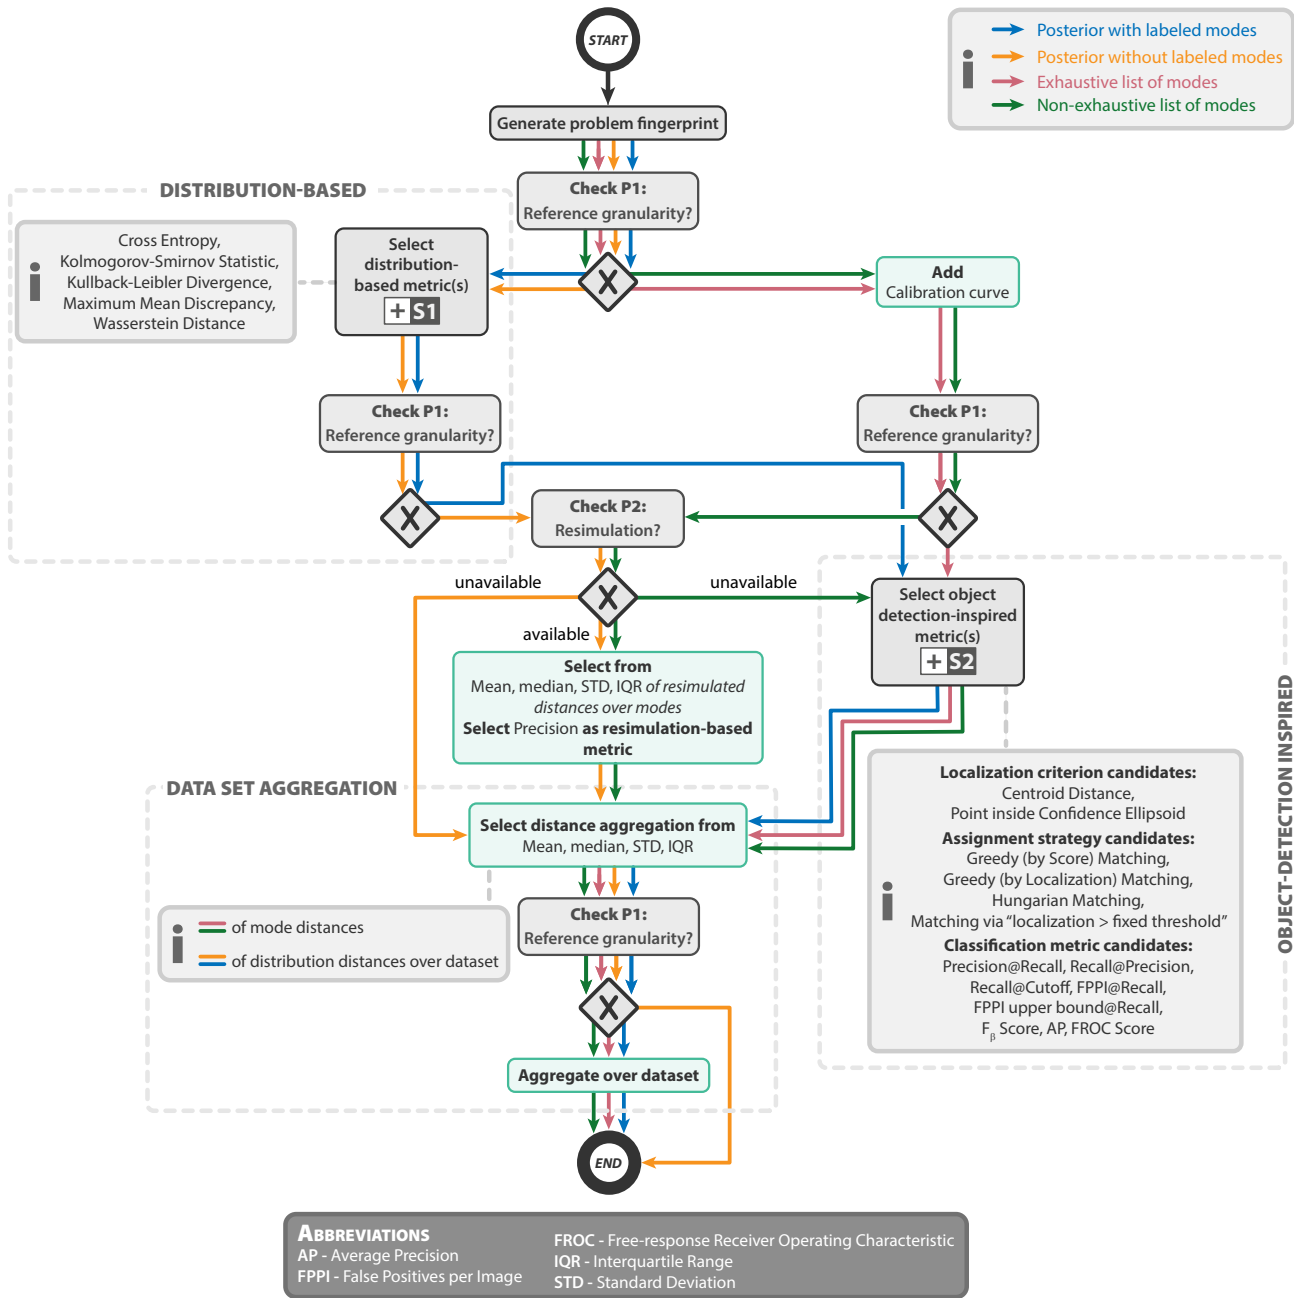 START
Posterior with labeled modes
Posterior without labeled modes
Exhaustive list of modes
Non-exhaustive list of modes
Generate problem fingerprint
Check P1:
Reference granularity?
X
DISTRIBUTION-BASED
Cross Entropy,
Kolmogorov-Smirnov Statistic,
Kullback-Leibler Divergence,
Maximum Mean Discrepancy,
Wasserstein Distance
Select
distribution-
based metric(s)
+ S1
Add
Calibration curve
Check P1:
Reference granularity?
X
Check P1:
Reference granularity?
X
Check P2:
Resimulation?
X
unavailable
unavailable
available
Select from
Mean, median, STD, IQR of resimulated
distances over modes
Select Precision as resimulation-based
metric
OBJECT-DETECTION INSPIRED
Select object
detection-inspired
metric(s)
+ S2
Localization criterion candidates:
Centroid Distance,
Point inside Confidence Ellipsoid
Assignment strategy candidates:
Greedy (by Score) Matching,
Greedy (by Localization) Matching,
Hungarian Matching,
Matching via “localization > fixed threshold”
Classification metric candidates:
Precision@Recall, Recall@Precision,
Recall@Cutoff, FPPI@Recall,
FPPI upper bound@Recall,
Fβ Score, AP, FROC Score
DATA SET AGGREGATION
Select distance aggregation from
Mean, median, STD, IQR
of mode distances
of distribution distances over dataset
Check P1:
Reference granularity?
X
Aggregate over dataset
END
ABBREVIATIONS
AP - Average Precision
FPPI - False Positives per Image
FROC - Free-response Receiver Operating Characteristic
IQR - Interquartile Range
STD - Standard Deviation